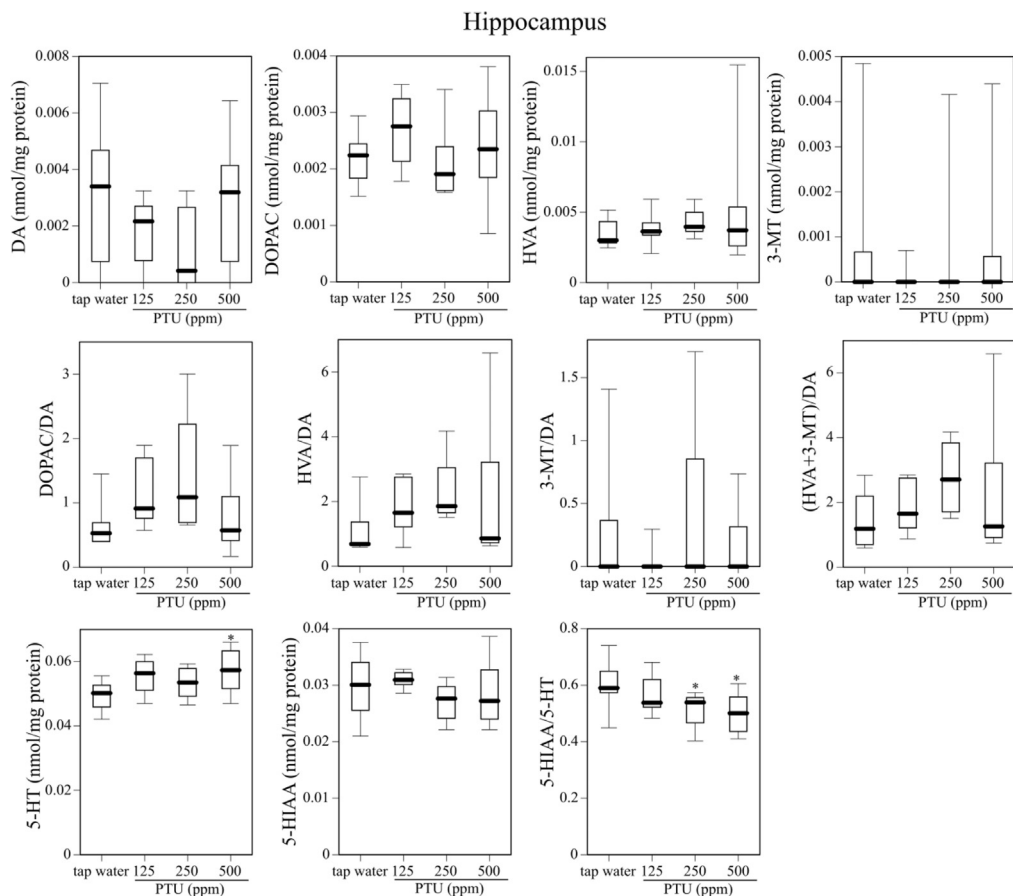 Hippocampus
DA (nmol/mg protein)
0.008
0.006
0.004
0.002
0
tap water 125 250 500
PTU (ppm)
DOPAC (nmol/mg protein)
0.004
0.003
0.002
0.001
0
tap water 125 250 500
PTU (ppm)
HVA (nmol/mg protein)
0.015
0.01
0.005
0
tap water 125 250 500
PTU (ppm)
3-MT (nmol/mg protein)
0.005
0.004
0.003
0.002
0.001
0
tap water 125 250 500
PTU (ppm)
DOPAC/DA
3
2
1
0
tap water 125 250 500
PTU (ppm)
HVA/DA
6
4
2
0
tap water 125 250 500
PTU (ppm)
3-MT/DA
1.5
1
0.5
0
tap water 125 250 500
PTU (ppm)
(HVA+3-MT)/DA
6
4
2
0
tap water 125 250 500
PTU (ppm)
5-HT (nmol/mg protein)
0.06
0.04
0.02
0
*
tap water 125 250 500
PTU (ppm)
5-HIAA (nmol/mg protein)
0.04
0.03
0.02
0.01
0
tap water 125 250 500
PTU (ppm)
5-HIAA/5-HT
0.8
0.6
0.4
0.2
0
* *
tap water 125 250 500
PTU (ppm)